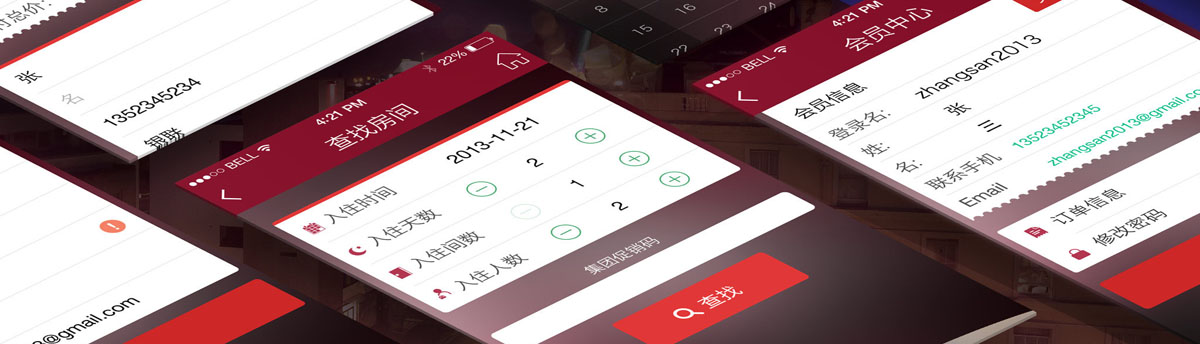 付总价:
张
名
1352345234
银联
@gmail.com
BELL
4:21 PM
22%
查找房间
入住时间
2013-11-21
入住天数
2
入住间数
1
入住人数
2
集团促销码
查找
8
15
16
22
23
24
BELL
4:21 PM
会员中心
会员信息
登录名:
zhangsan2013
姓:
张
名:
三
联系手机
13523452345
Email
zhangsan2013@gmail.com
订单信息
修改密码